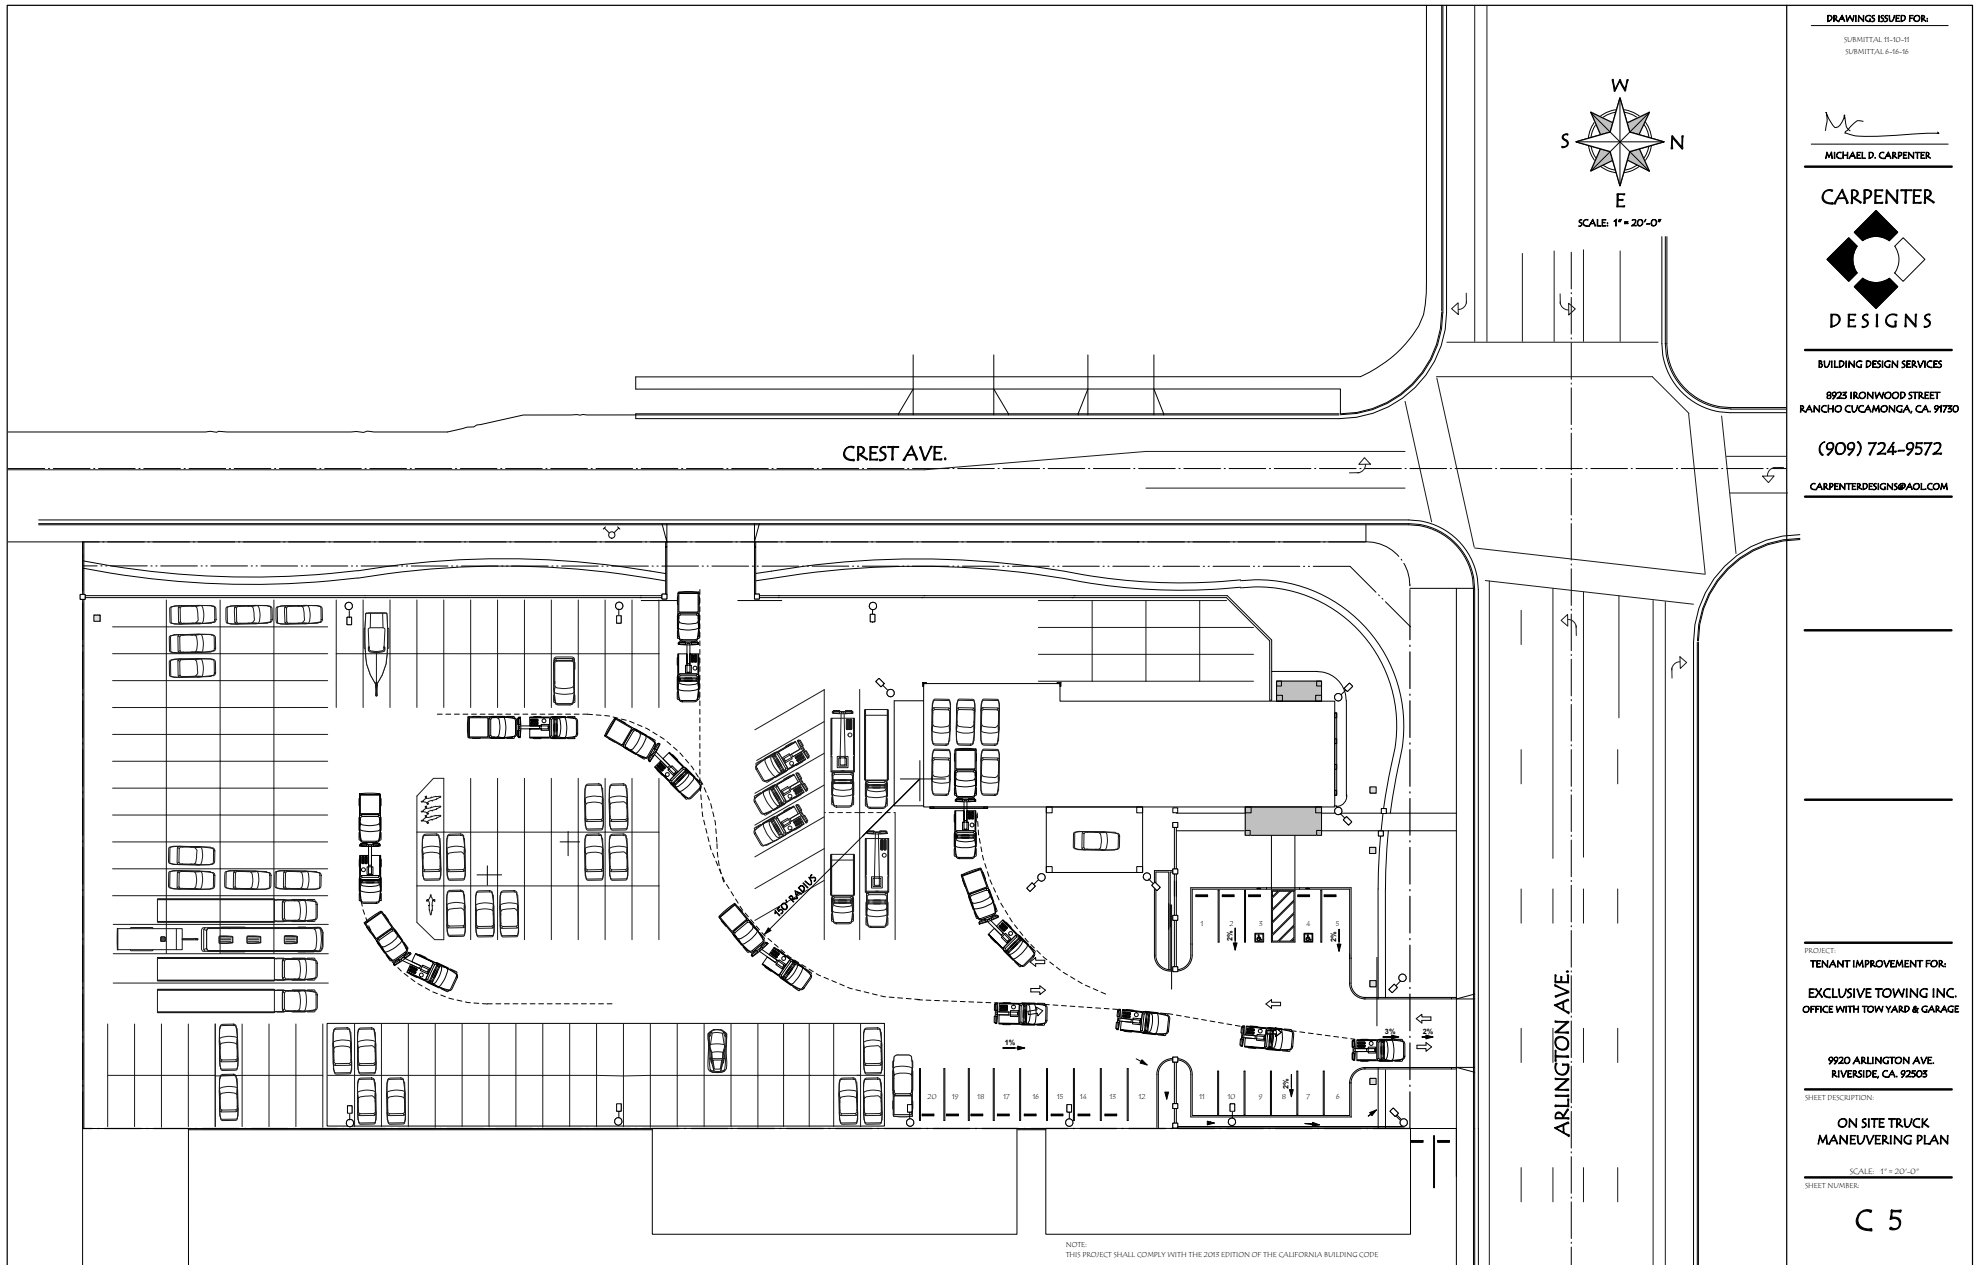 DRAWINGS ISSUED FOR:
SUBMITTAL 11-10-11
SUBMITTAL 6-16-16
MICHAEL D. CARPENTER
CARPENTER
DESIGNS
BUILDING DESIGN SERVICES
8923 IRONWOOD STREET
RANCHO CUCAMONGA, CA. 91730
(909) 724-9572
CARPENTERDESIGNS@AOL.COM
PROJECT:
TENANT IMPROVEMENT FOR:
EXCLUSIVE TOWING INC.
OFFICE WITH TOW YARD & GARAGE
9920 ARLINGTON AVE.
RIVERSIDE, CA. 92503
SHEET DESCRIPTION:
ON SITE TRUCK
MANEUVERING PLAN
SCALE: 1" = 20'-0"
SHEET NUMBER:
C 5
W
S N
E
SCALE: 1" = 20'-0"
CREST AVE.
ARLINGTON AVE.
150' RADIUS
1 2 3 4 5
2% 2%
3% 2%
1%
20 19 18 17 16 15 14 13 12 11 10 9 8 7 6
2%
NOTE:
THIS PROJECT SHALL COMPLY WITH THE 2013 EDITION OF THE CALIFORNIA BUILDING CODE